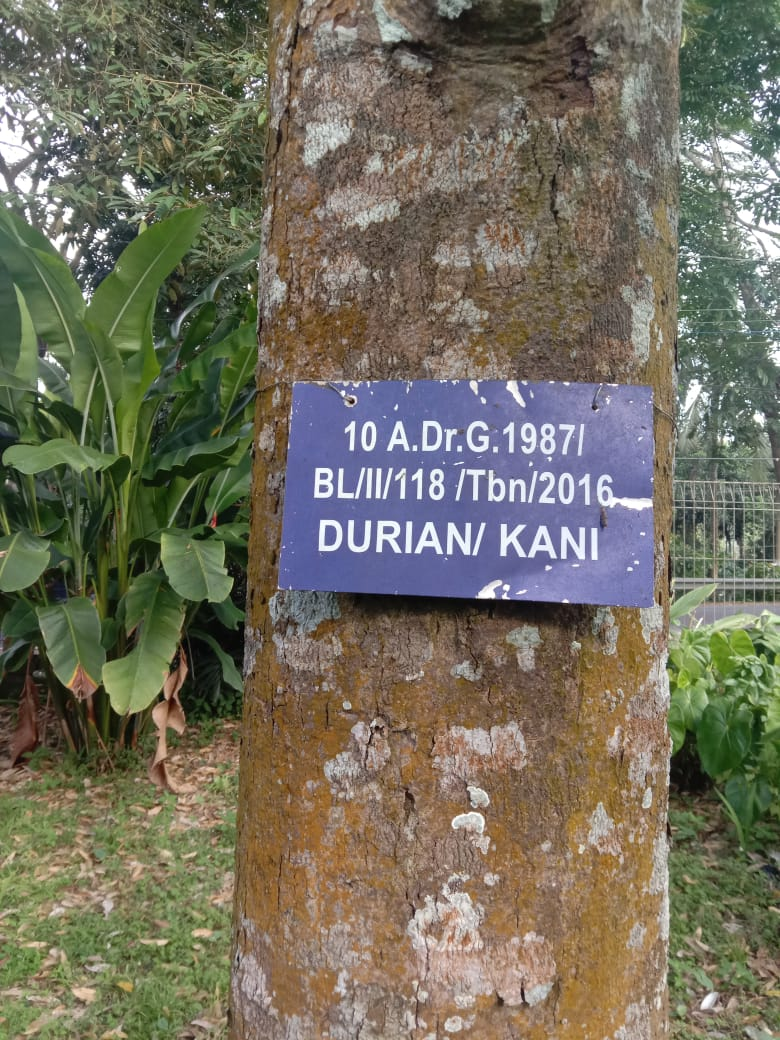 10 A.Dr.G.1987/
BL/II/118 /Tbn/2016
DURIAN/ KANI